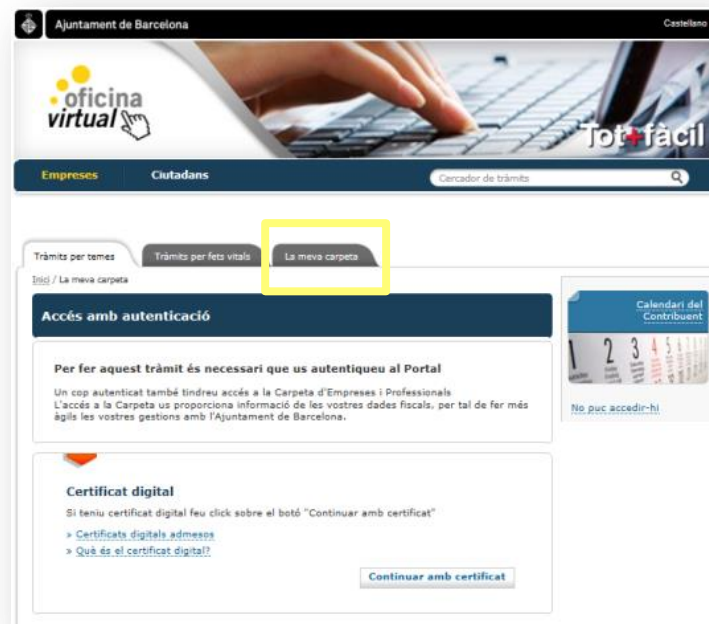 Ajuntament de Barcelona
Castellano
oficina
virtual
Tot+fàcil
Empreses
Ciutadans
Cercador de tràmits
Tràmits per temes
Tràmits per fets vitals
La meva carpeta
Inici / La meva carpeta
Accés amb autenticació
Calendari del
Contribuent
1 2 3 4 5
Per fer aquest tràmit és necessari que us autentiqueu al Portal
Un cop autenticat també tindreu accés a la Carpeta d'Empreses i Professionals
L'accés a la Carpeta us proporciona informació de les vostres dades fiscals, per tal de fer més
àgils les vostres gestions amb l'Ajuntament de Barcelona.
No puc accedir-hi
Certificat digital
Si teniu certificat digital feu click sobre el botó "Continuar amb certificat"
» Certificats digitals admesos
» Què és el certificat digital?
Continuar amb certificat